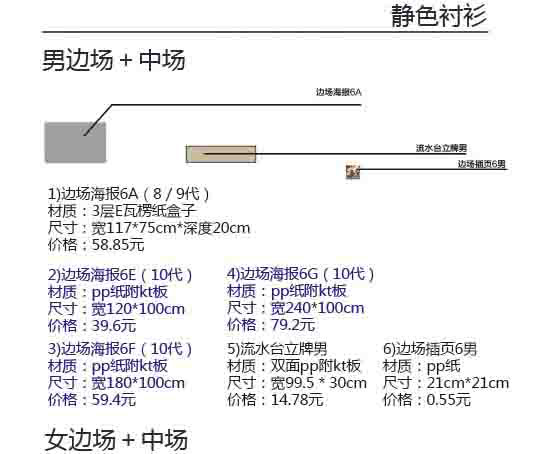 静色衬衫
男边场＋中场
边场海报6A
流水台立牌男
边场插页6男
1)边场海报6A（8／9代）
材质：3层E瓦楞纸盒子
尺寸：宽117*75cm*深度20cm
价格：58.85元
2)边场海报6E（10代）
材质：pp纸附kt板
尺寸：宽120*100cm
价格：39.6元
4)边场海报6G（10代）
材质：pp纸附kt板
尺寸：宽240*100cm
价格：79.2元
3)边场海报6F（10代）
材质：pp纸附kt板
尺寸：宽180*100cm
价格：59.4元
5)流水台立牌男
材质：双面pp附kt板
尺寸：宽99.5 * 30cm
价格：14.78元
6)边场插页6男
材质：pp纸
尺寸：21cm*21cm
价格：0.55元
女边场＋中场